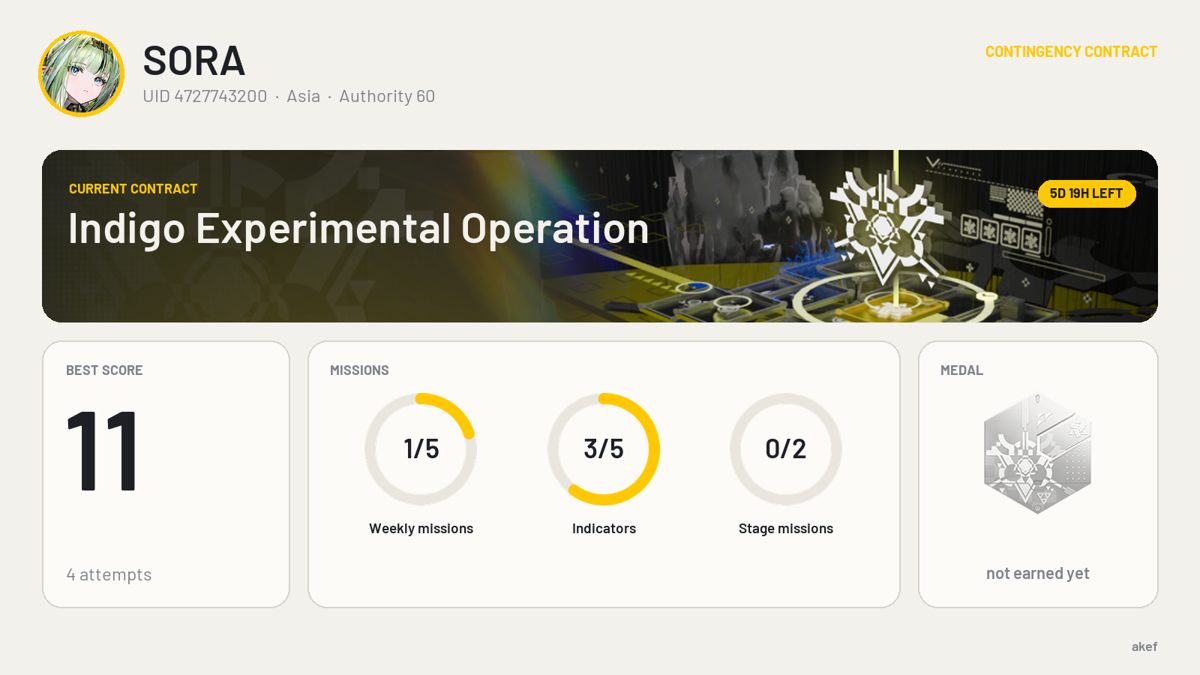 SORA
UID 4727743200 · Asia · Authority 60
CONTINGENCY CONTRACT
CURRENT CONTRACT
Indigo Experimental Operation
5D 19H LEFT
BEST SCORE
11
4 attempts
MISSIONS
1/5
Weekly missions
3/5
Indicators
0/2
Stage missions
MEDAL
not earned yet
akef